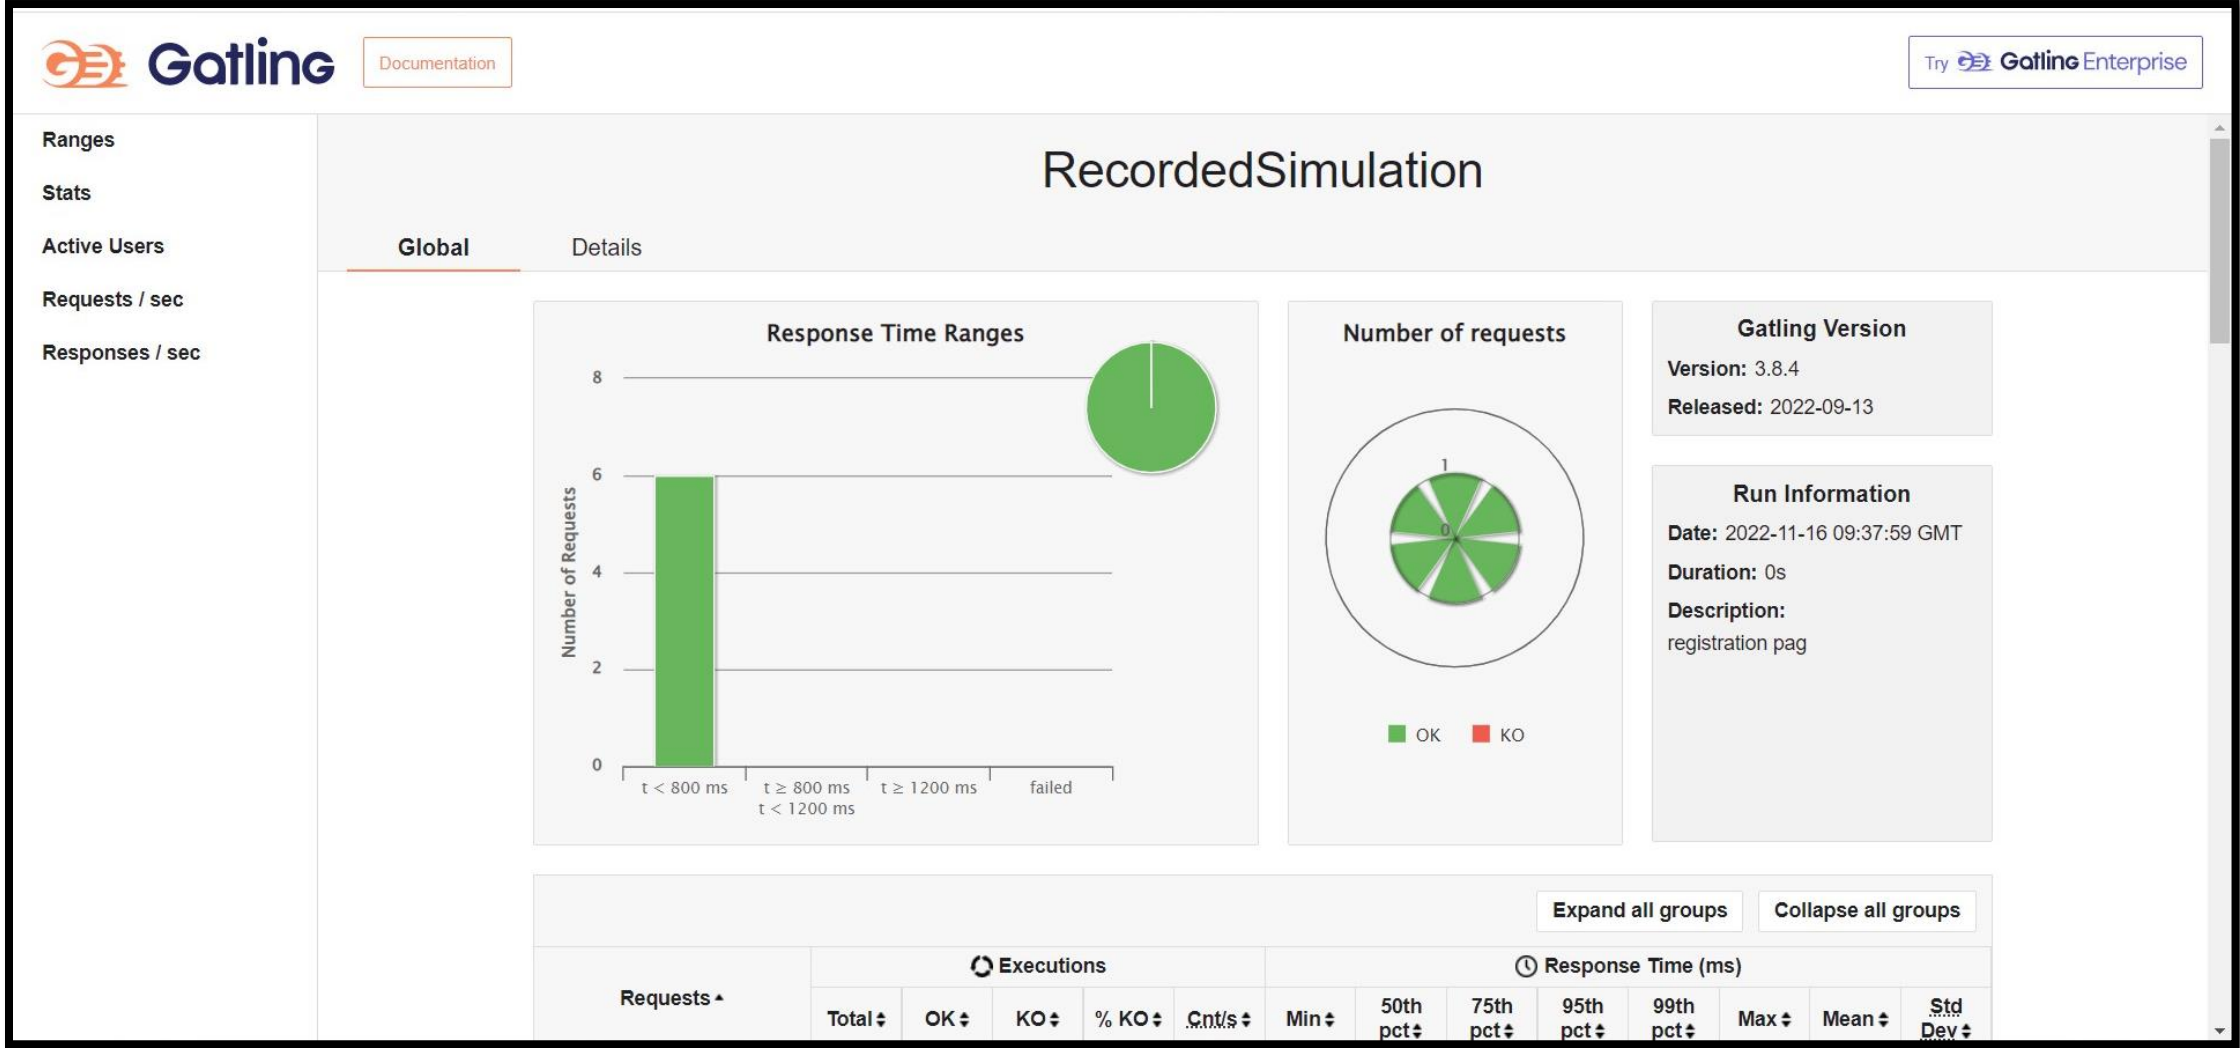 Gatling
Documentation
Try Gatling Enterprise
Ranges
Stats
Active Users
Requests / sec
Responses / sec
RecordedSimulation
Global Details
Response Time Ranges
8
6
4
2
0
Number of Requests
t < 800 ms
t ≥ 800 ms
t < 1200 ms
t ≥ 1200 ms
failed
Number of requests
1
0
OK KO
Gatling Version
Version: 3.8.4
Released: 2022-09-13
Run Information
Date: 2022-11-16 09:37:59 GMT
Duration: 0s
Description:
registration pag
Expand all groups Collapse all groups
Executions Response Time (ms)
Requests
Total OK KO % KO Cnt/s Min
50th
pct
75th
pct
95th
pct
99th
pct
Max Mean
Std
Dev